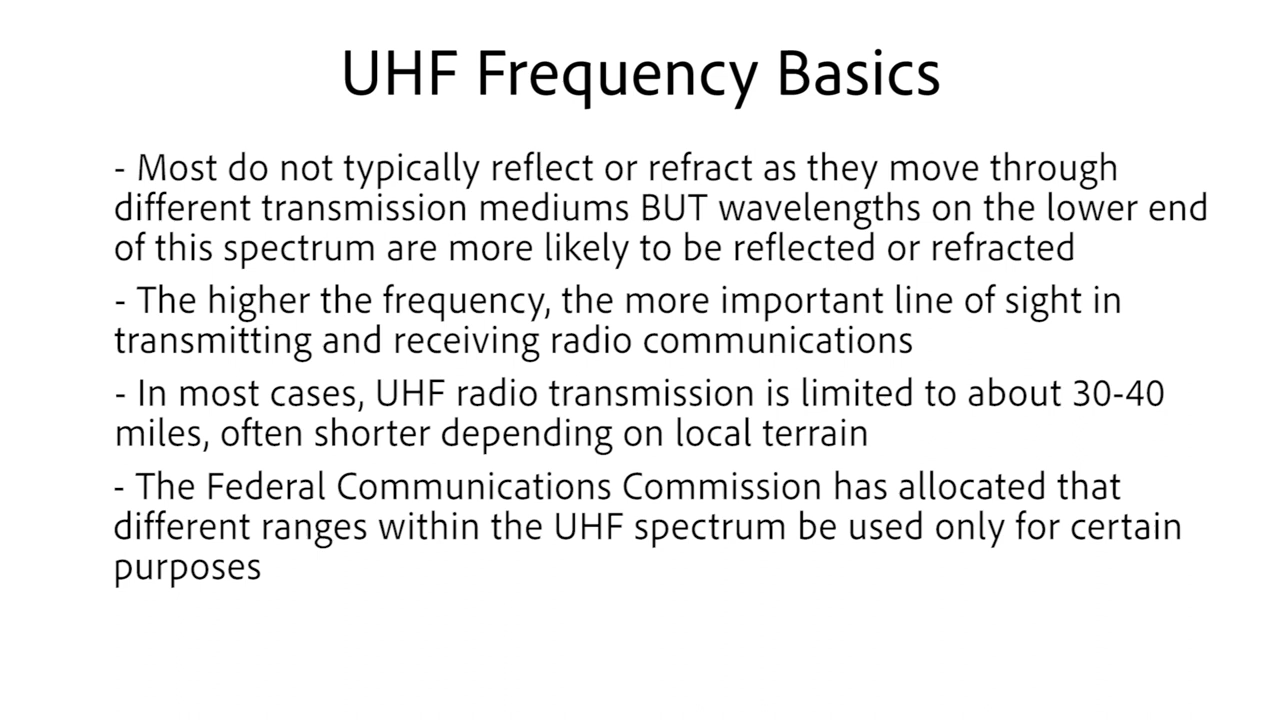 UHF Frequency Basics
- Most do not typically reflect or refract as they move through
different transmission mediums BUT wavelengths on the lower end
of this spectrum are more likely to be reflected or refracted
- The higher the frequency, the more important line of sight in
transmitting and receiving radio communications
- In most cases, UHF radio transmission is limited to about 30-40
miles, often shorter depending on local terrain
- The Federal Communications Commission has allocated that
different ranges within the UHF spectrum be used only for certain
purposes